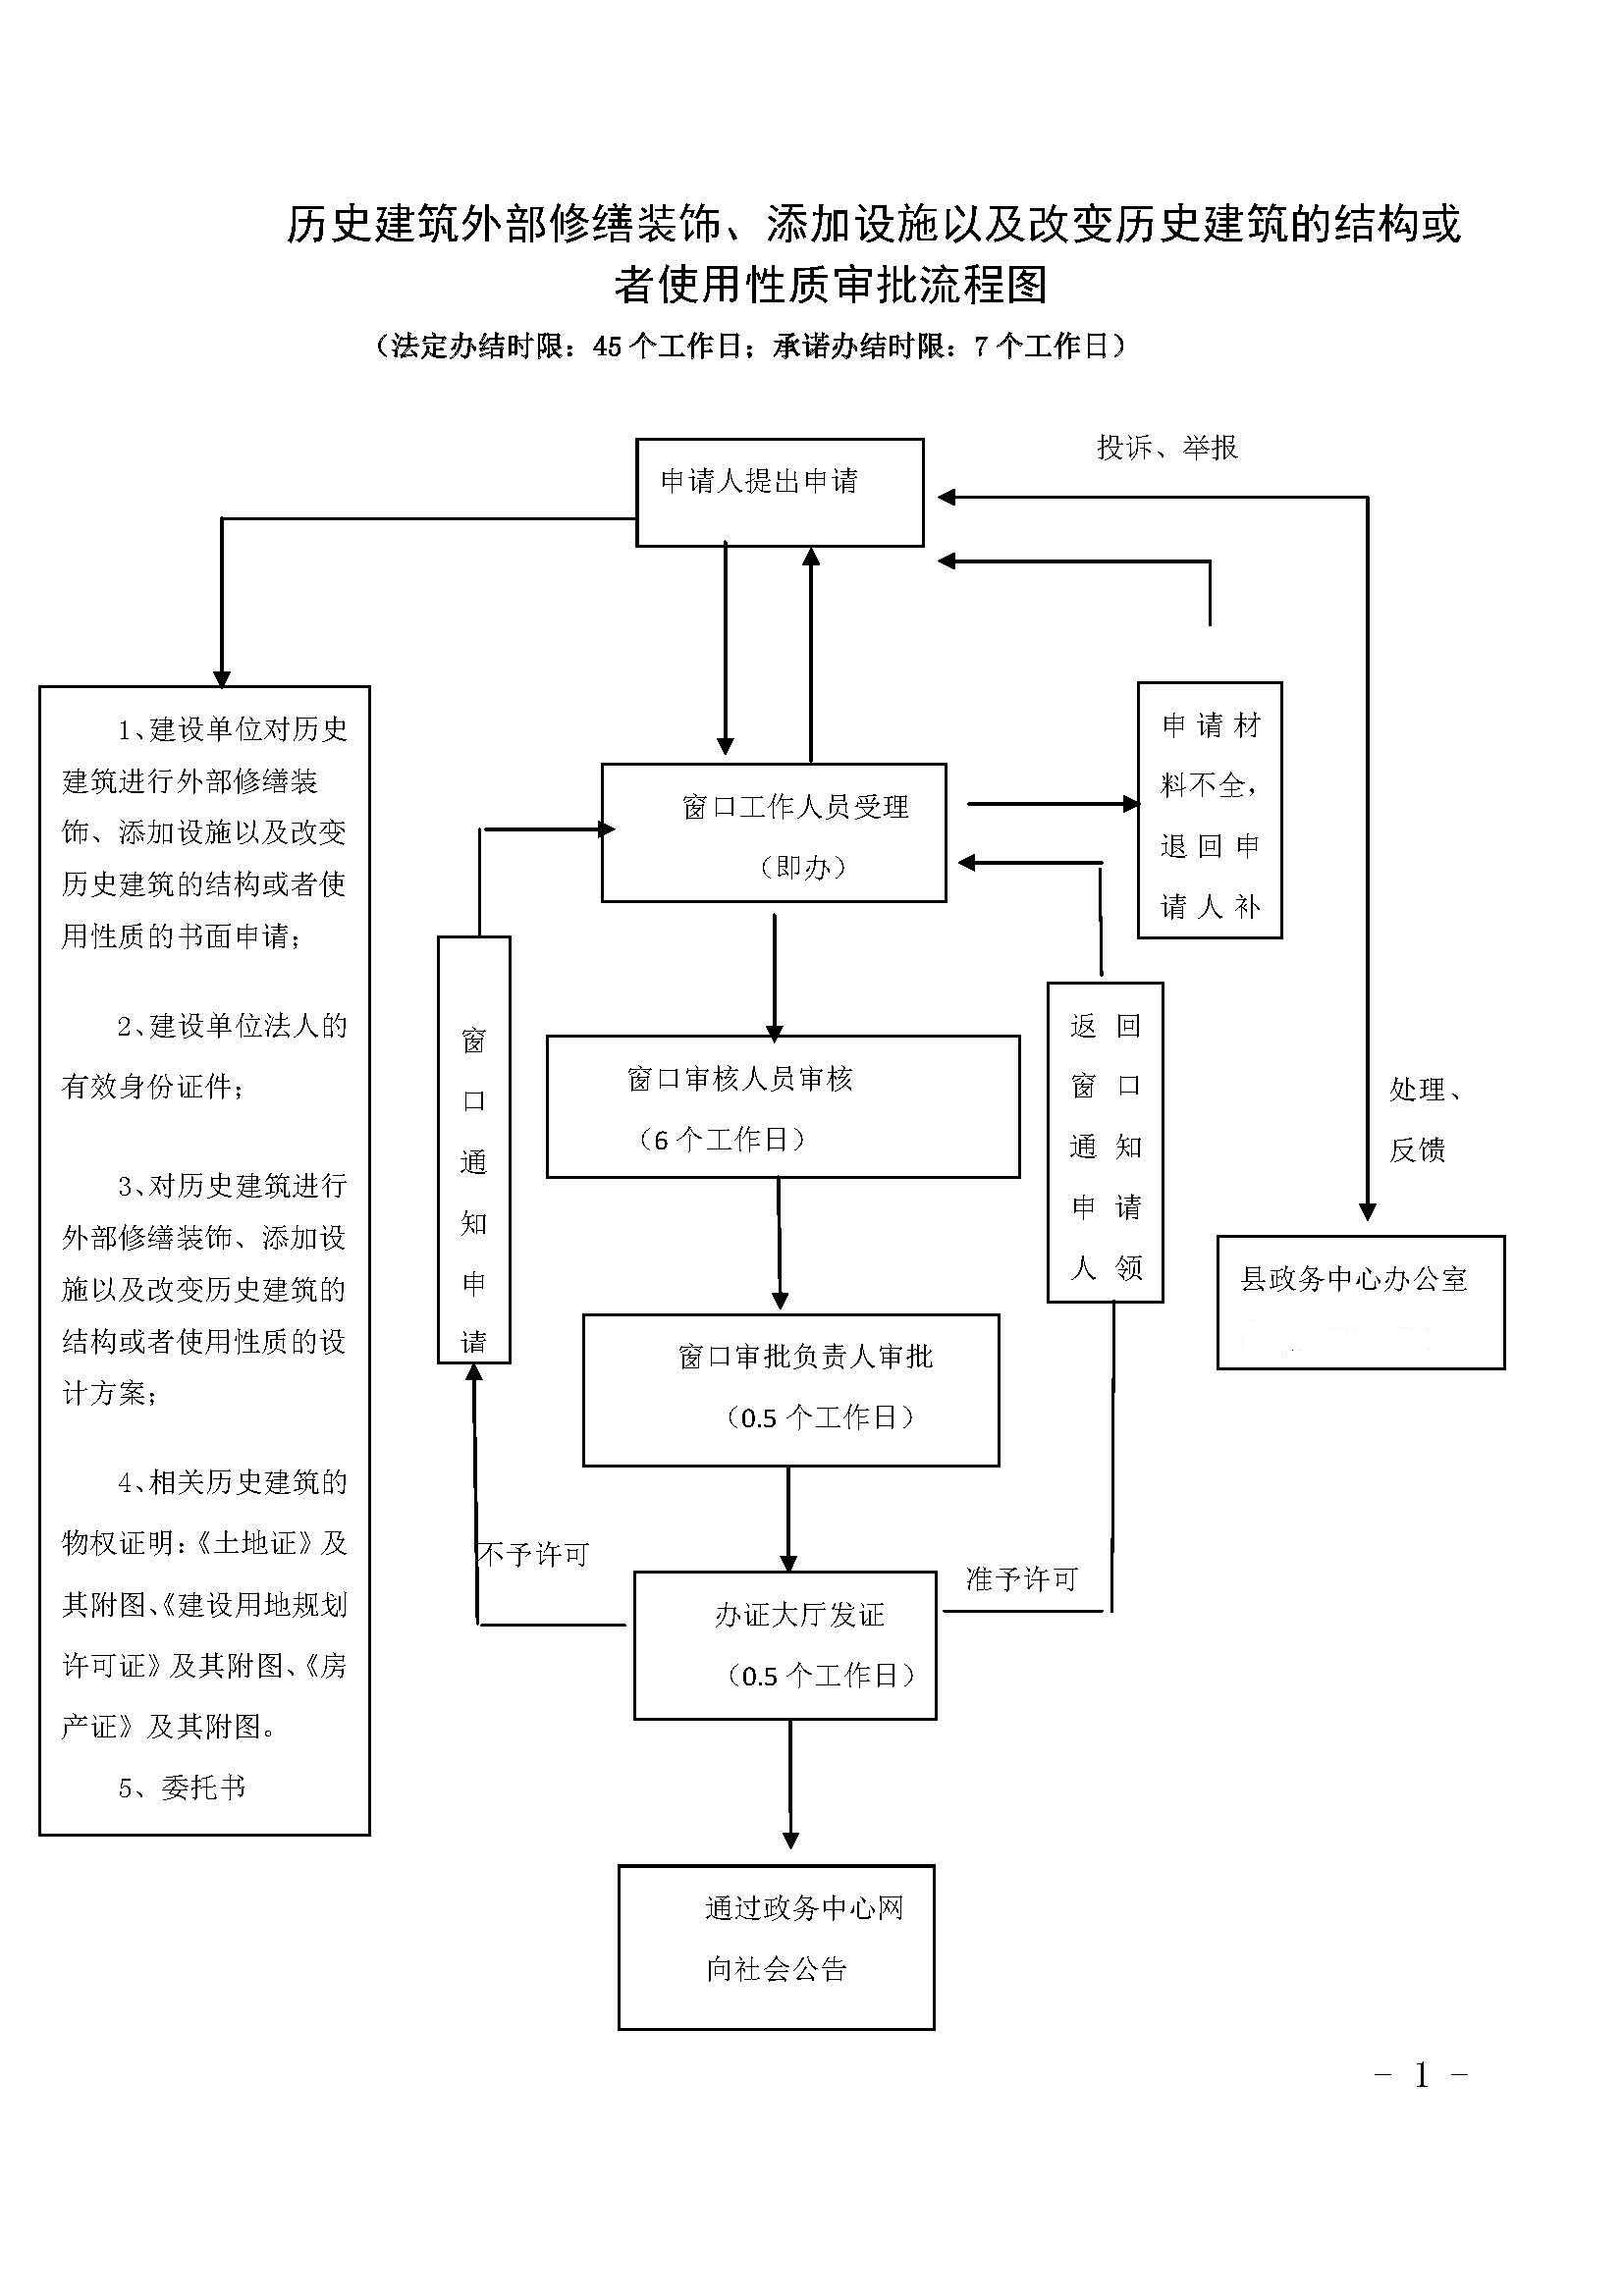 历史建筑外部修缮装饰、添加设施以及改变历史建筑的结构或
者使用性质审批流程图
（法定办结时限：45个工作日；承诺办结时限：7个工作日）
申请人提出申请
投诉、举报
1、建设单位对历史
建筑进行外部修缮装
饰、添加设施以及改变
历史建筑的结构或者使
用性质的书面申请；
2、建设单位法人的
有效身份证件；
3、对历史建筑进行
外部修缮装饰、添加设
施以及改变历史建筑的
结构或者使用性质的设
计方案；
4、相关历史建筑的
物权证明：《土地证》及
其附图、《建设用地规划
许可证》及其附图、《房
产证》及其附图。
5、委托书
窗口工作人员受理
（即办）
申请材
料不全，
退回申
请人补
窗
口
通
知
申
请
窗口审核人员审核
（6个工作日）
返回
窗口
通知
申请
人领
处理、
反馈
县政务中心办公室
窗口审批负责人审批
（0.5个工作日）
不予许可
准予许可
办证大厅发证
（0.5个工作日）
通过政务中心网
向社会公告
- 1 -